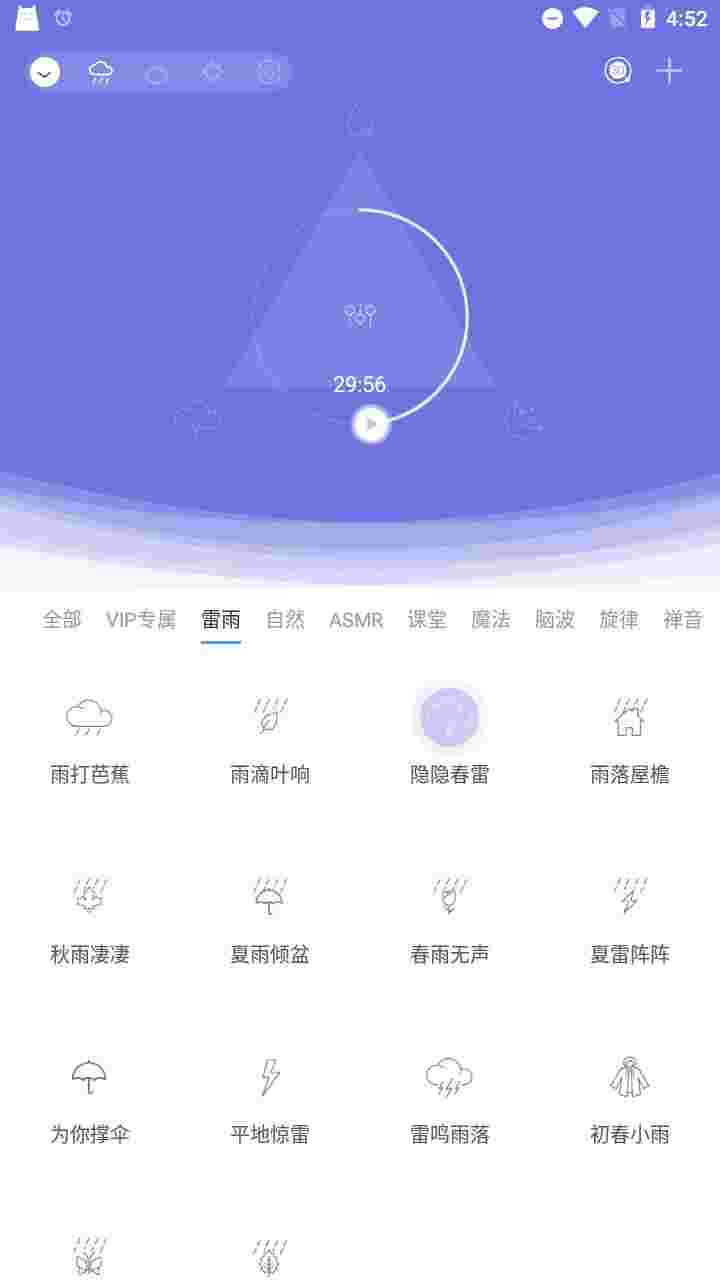 4:52
29:56
全部 VIP专属 雷雨 自然 ASMR 课堂 魔法 脑波 旋律 禅音
雨打芭蕉 雨滴叶响 隐隐春雷 雨落屋檐
秋雨凄凄 夏雨倾盆 春雨无声 夏雷阵阵
为你撑伞 平地惊雷 雷鸣雨落 初春小雨